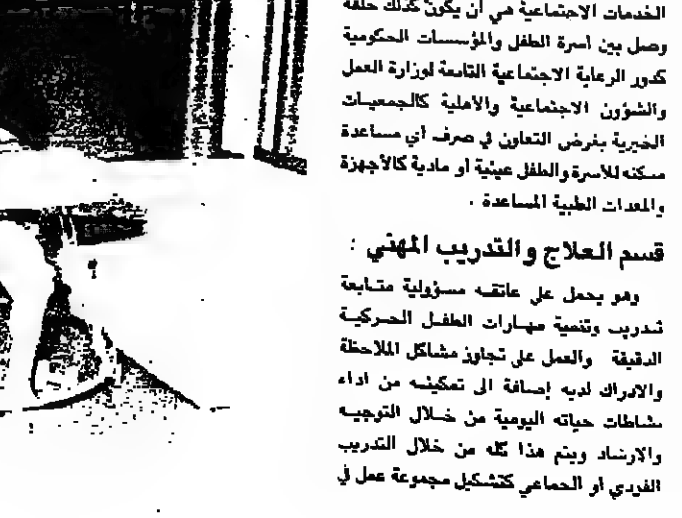 الخدمات الاجتماعية هي أن يكون كذلك حلقة
وصل بين أسرة الطفل والمؤسسات الحكومية
كدور الرعاية الاجتماعية التابعة لوزارة العمل
والشؤون الاجتماعية والأهلية كالجمعيات
الخيرية بغرض التعاون في صرف أي مساعدة
ممكنة للأسرة والطفل عينية أو مادية كالأجهزة
والمعدات الطبية المساعدة .
قسم العلاج والتدريب المهني :
وهو يحمل على عاتقه مسؤولية متابعة
تدريب وتنمية مهارات الطفل الحركية
الدقيقة والعمل على تجاوز مشاكل الملاحظة
والادراك لديه إضافة الى تمكينه من اداء
نشاطات حياته اليومية من خلال التوجيه
والارشاد ويتم هذا كله من خلال التدريب
الفردي أو الجماعي كتشكيل مجموعة عمل في